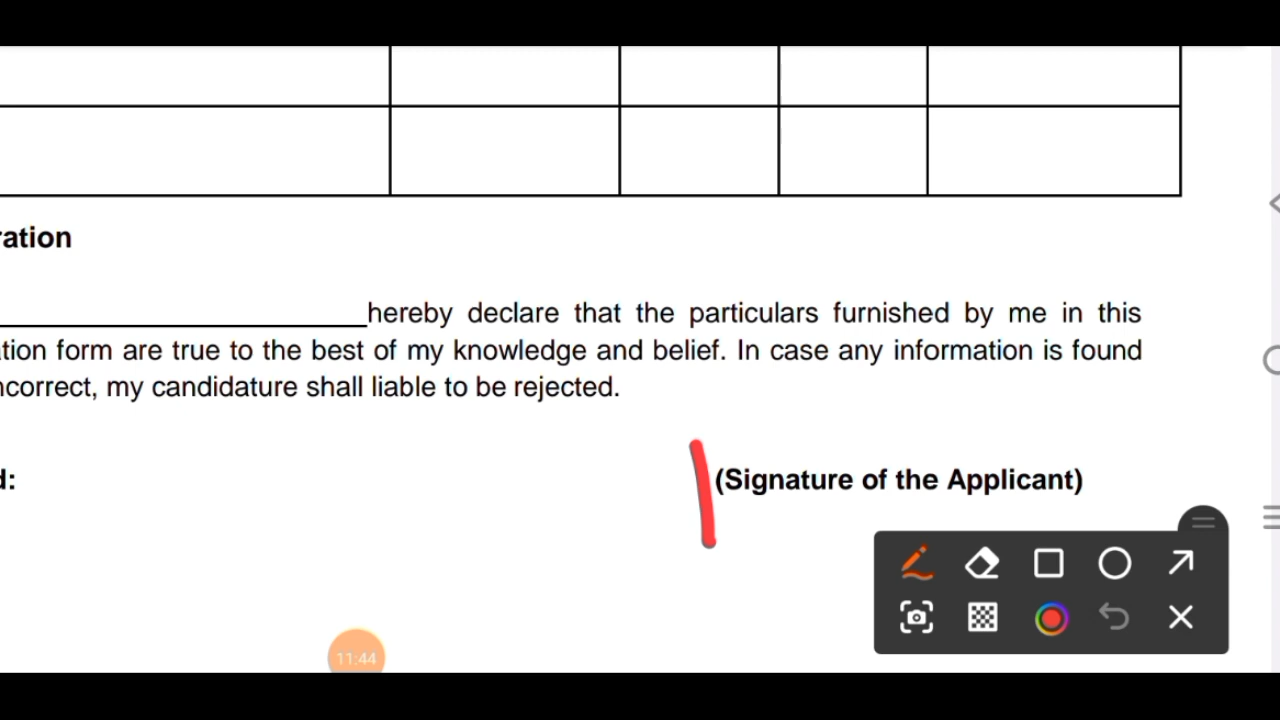 ration
hereby declare that the particulars furnished by me in this
tion form are true to the best of my knowledge and belief. In case any information is found
ncorrect, my candidature shall liable to be rejected.
d: (Signature of the Applicant)
11:44